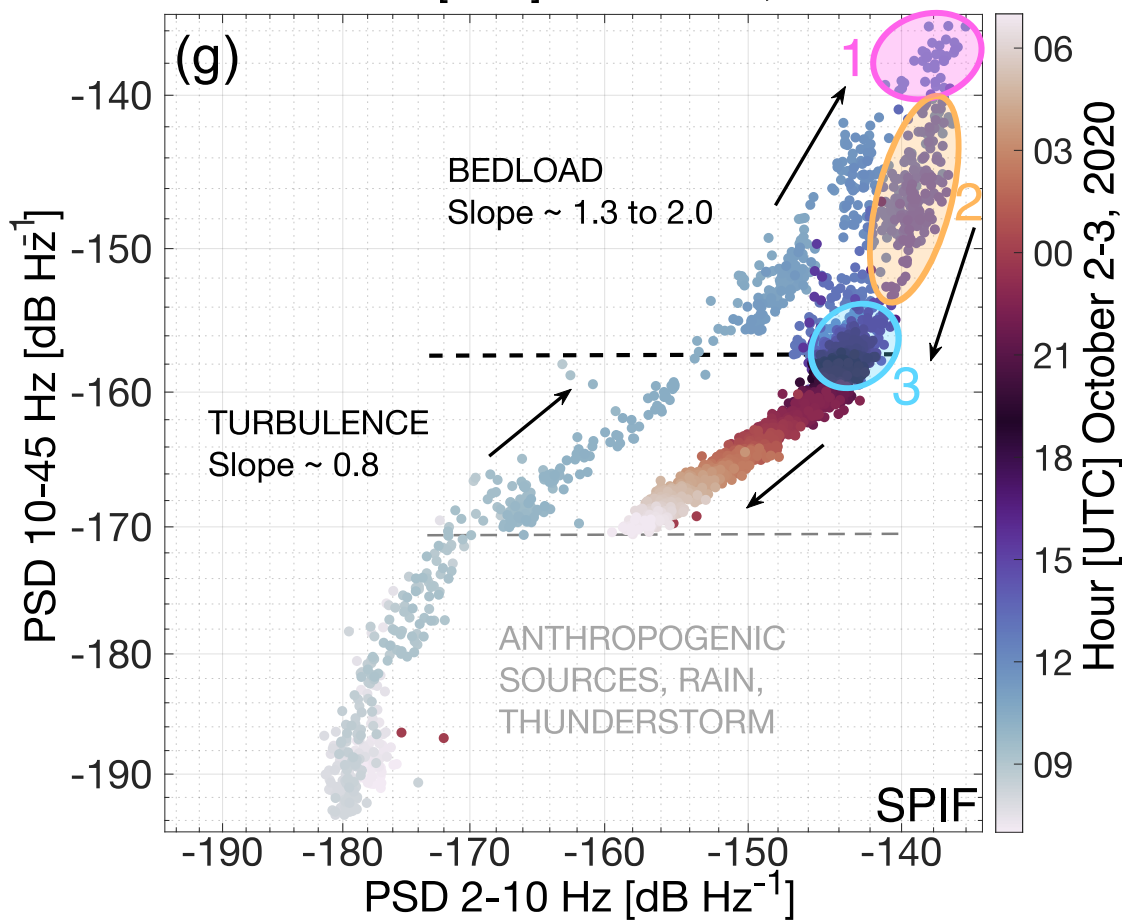 (g)
1
2
3
BEDLOAD
Slope ~ 1.3 to 2.0
TURBULENCE
Slope ~ 0.8
ANTHROPOGENIC
SOURCES, RAIN,
THUNDERSTORM
SPIF
-140
-150
-160
-170
-180
-190
PSD 10-45 Hz [dB Hz⁻¹]
-190
-180
-170
-160
-150
-140
PSD 2-10 Hz [dB Hz⁻¹]
06
03
00
21
18
15
12
09
Hour [UTC] October 2-3, 2020